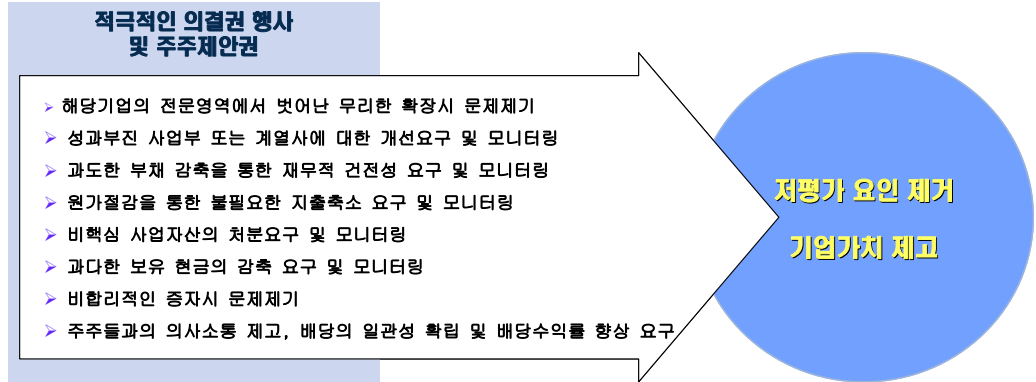 적극적인 의결권 행사
및 주주제안권
➢ 해당기업의 전문영역에서 벗어난 무리한 확장시 문제제기
➢ 성과부진 사업부 또는 계열사에 대한 개선요구 및 모니터링
➢ 과도한 부채 감축을 통한 재무적 건전성 요구 및 모니터링
➢ 원가절감을 통한 불필요한 지출축소 요구 및 모니터링
➢ 비핵심 사업자산의 처분요구 및 모니터링
➢ 과다한 보유 현금의 감축 요구 및 모니터링
➢ 비합리적인 증자시 문제제기
➢ 주주들과의 의사소통 제고, 배당의 일관성 확립 및 배당수익률 향상 요구
저평가 요인 제거
기업가치 제고